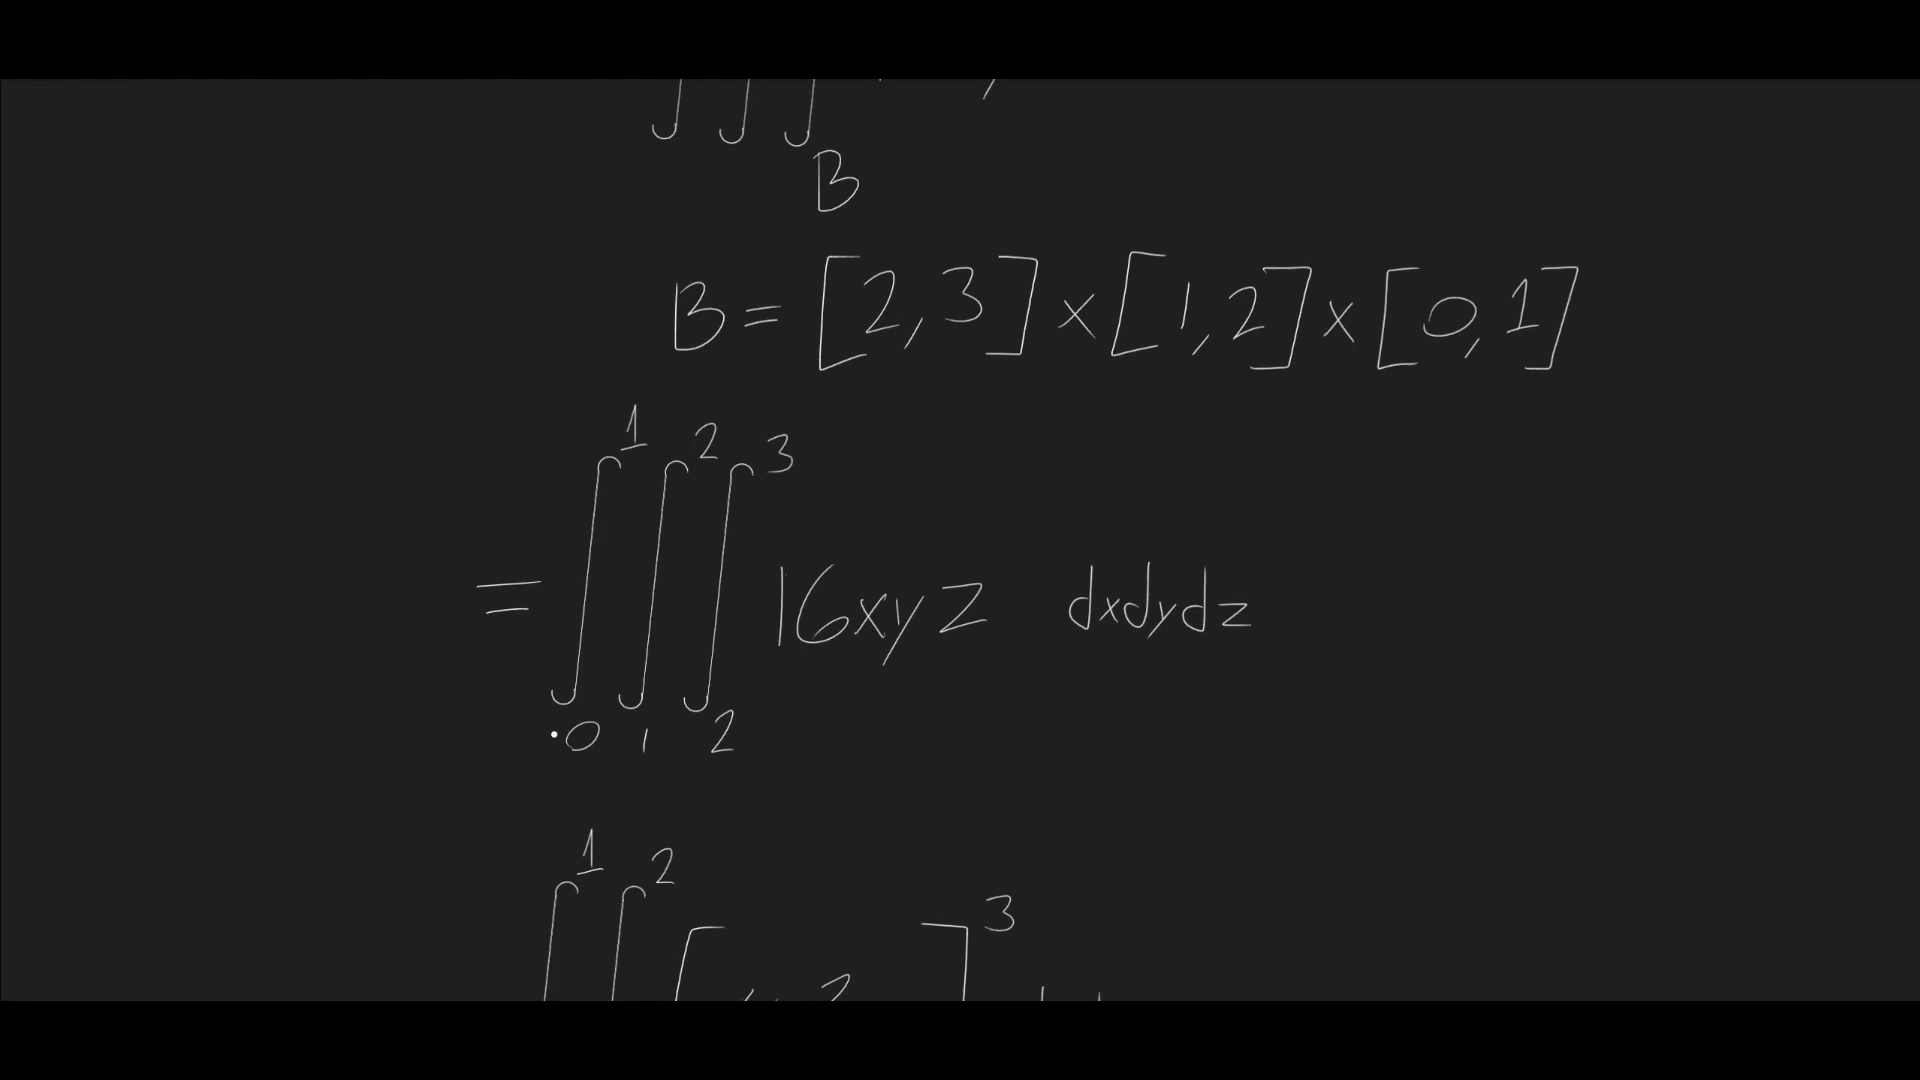 ∫∫∫
B
B = [2,3] × [1,2] × [0,1]
1 2 3
= ∫∫∫ 16xyz dxdydz
0 1 2
1 2
∫∫ [ ]³